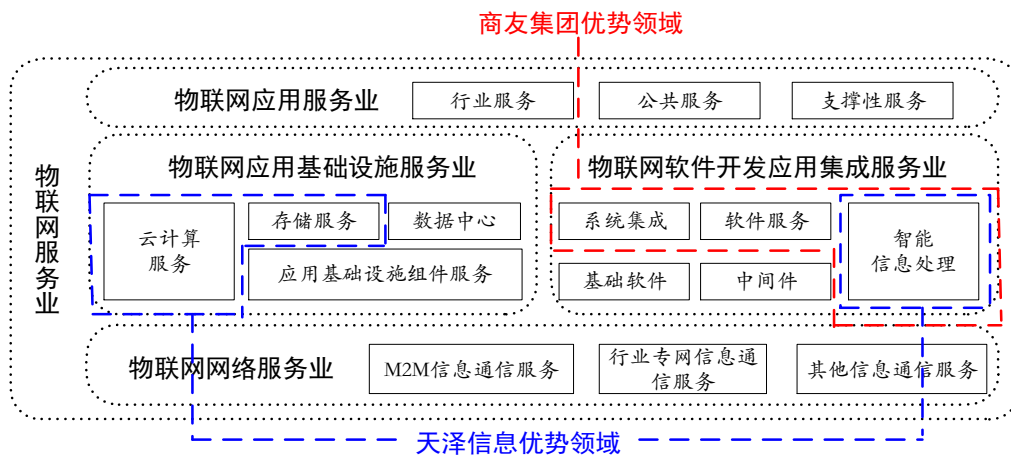 商友集团优势领域
物联网服务业
物联网应用服务业
行业服务
公共服务
支撑性服务
物联网应用基础设施服务业
云计算
服务
存储服务
数据中心
应用基础设施组件服务
物联网软件开发应用集成服务业
系统集成
软件服务
基础软件
中间件
智能
信息处理
物联网网络服务业
M2M信息通信服务
行业专网信息通
信服务
其他信息通信服务
天泽信息优势领域